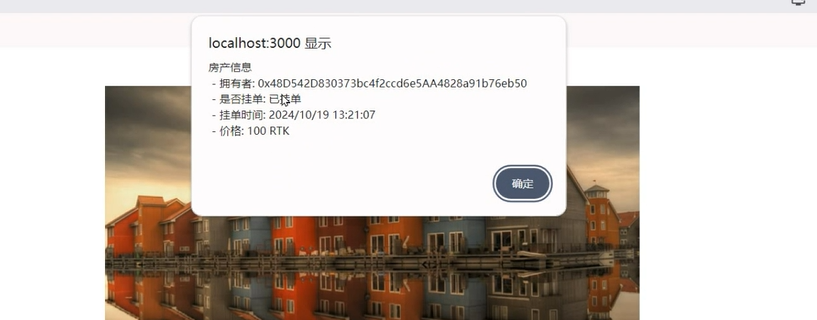 localhost:3000 显示
房产信息
- 拥有者: 0x48D542D830373bc4f2ccd6e5AA4828a91b76eb50
- 是否挂单: 已挂单
- 挂单时间: 2024/10/19 13:21:07
- 价格: 100 RTK
确定